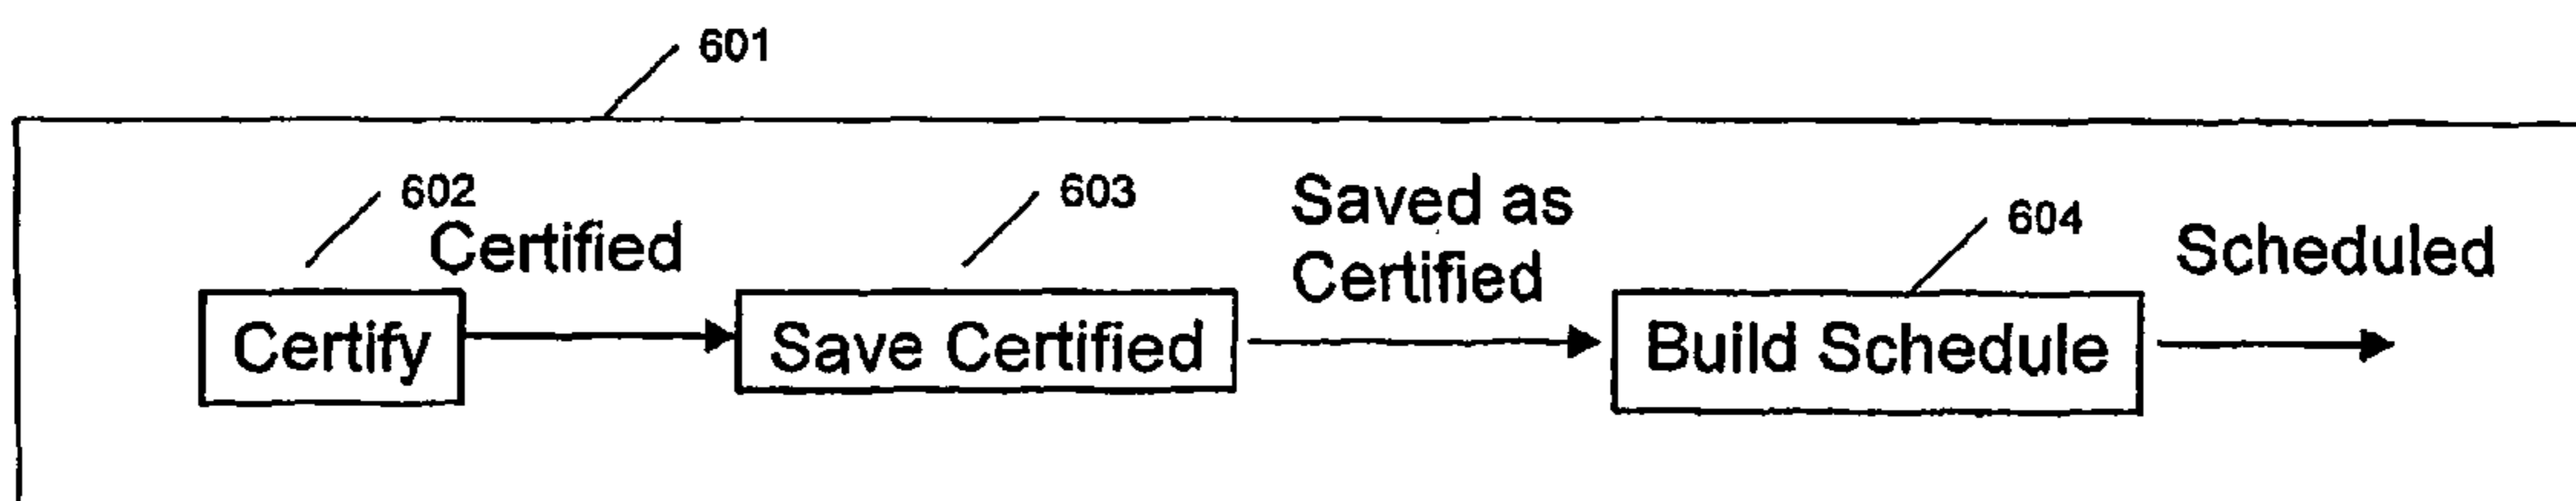 601
602
Certified
603
Saved as
Certified
604
Scheduled
Certify
Save Certified
Build Schedule